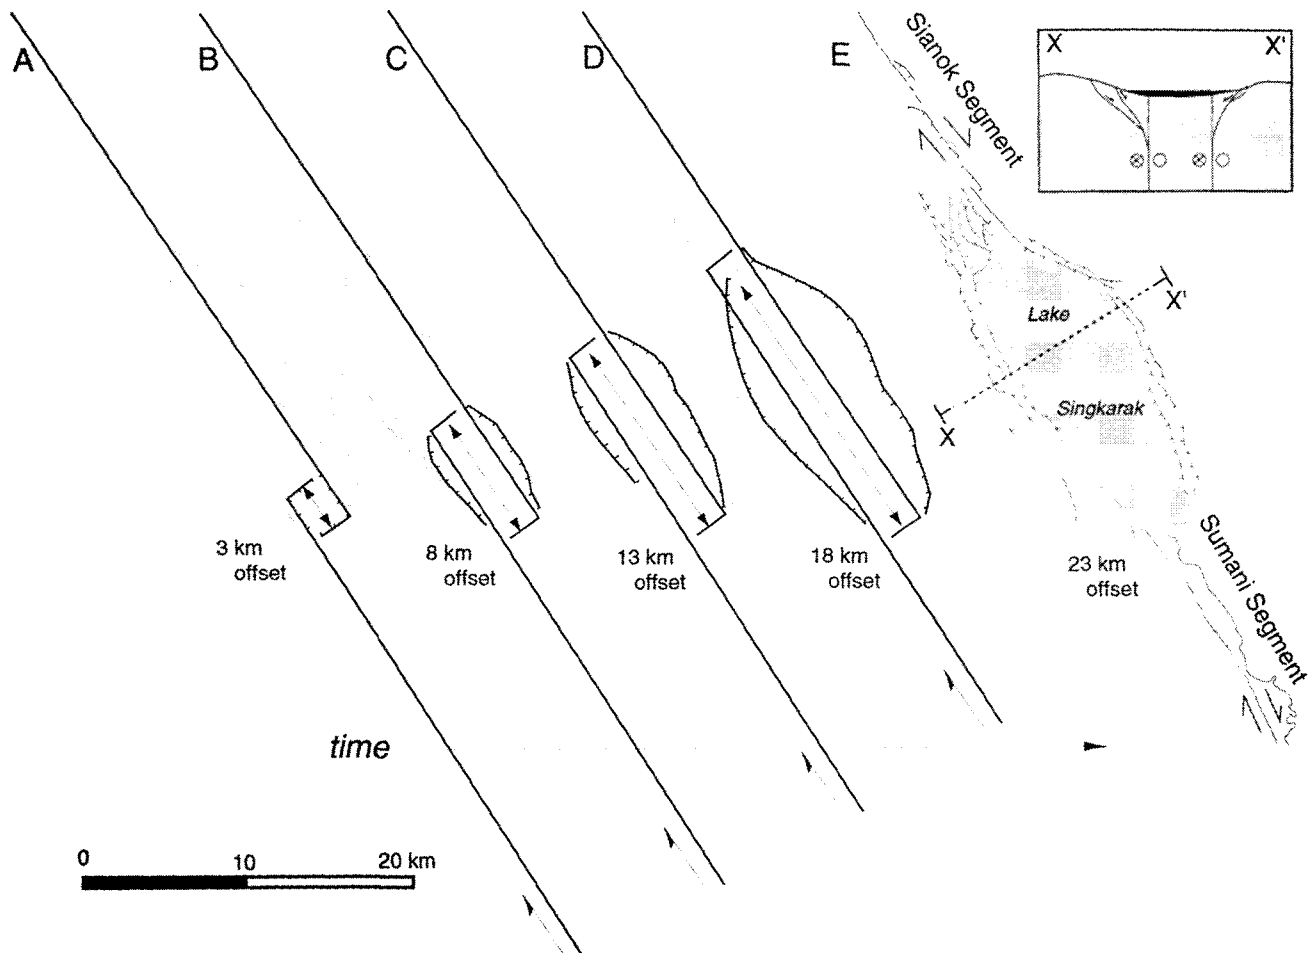 A
B
C
D
E
Sianok Segment
X
X'
Lake
Singkarak
X
X'
3 km
offset
8 km
offset
13 km
offset
18 km
offset
23 km
offset
Sumani Segment
time
0
10
20 km